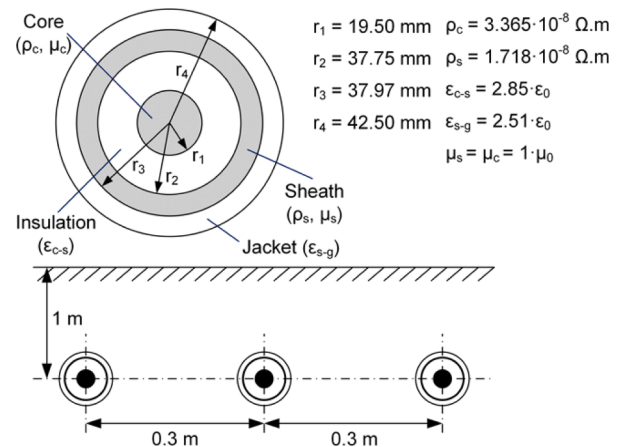 Core
(ρc, μc)
r4
r1
r3
r2
Insulation
(εc-s)
Sheath
(ρs, μs)
Jacket (εs-g)
r1 = 19.50 mm ρc = 3.365·10-8 Ω.m
r2 = 37.75 mm ρs = 1.718·10-8 Ω.m
r3 = 37.97 mm εc-s = 2.85·ε0
r4 = 42.50 mm εs-g = 2.51·ε0
μs = μc = 1·μ0
1 m
0.3 m
0.3 m